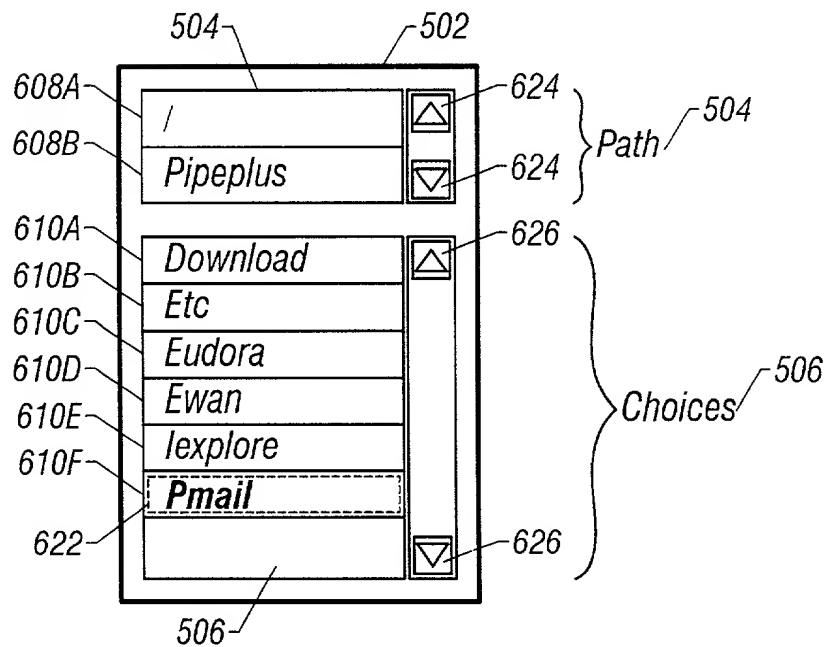 504
502
608A
/
624
608B
Pipeplus
624
Path
504
610A
Download
626
610B
Etc
610C
Eudora
610D
Ewan
506
610E
Iexplore
Choices
610F
Pmail
622
626
506